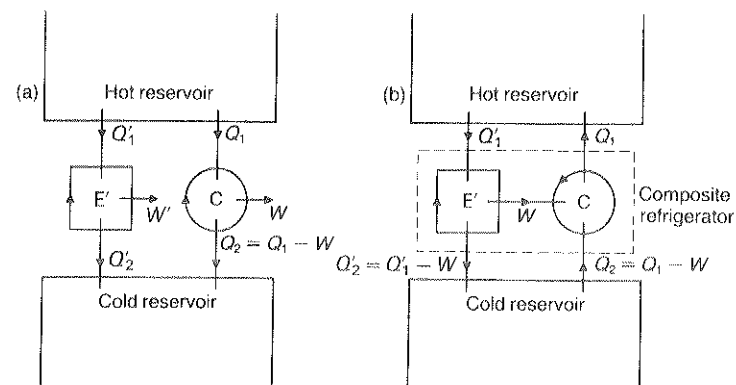 (a)
Hot reservoir
Q′₁
Q₁
E′
C
W′
W
Q₂ = Q₁ − W
Q′₂
Cold reservoir
(b)
Hot reservoir
Q′₁
Q₁
E′
C
W
Composite
refrigerator
Q′₂ = Q′₁ − W
Q₂ = Q₁ − W
Cold reservoir